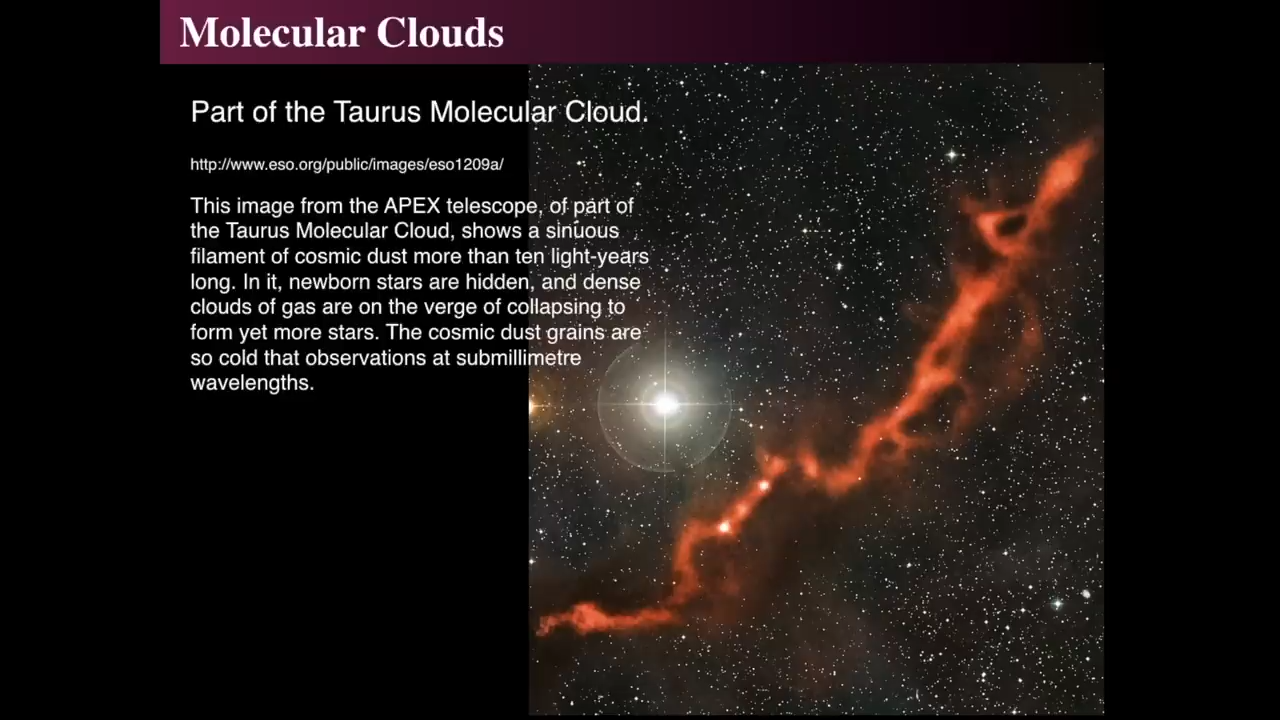 Molecular Clouds
Part of the Taurus Molecular Cloud.
http://www.eso.org/public/images/eso1209a/
This image from the APEX telescope, of part of
the Taurus Molecular Cloud, shows a sinuous
filament of cosmic dust more than ten light-years
long. In it, newborn stars are hidden, and dense
clouds of gas are on the verge of collapsing to
form yet more stars. The cosmic dust grains are
so cold that observations at submillimetre
wavelengths.